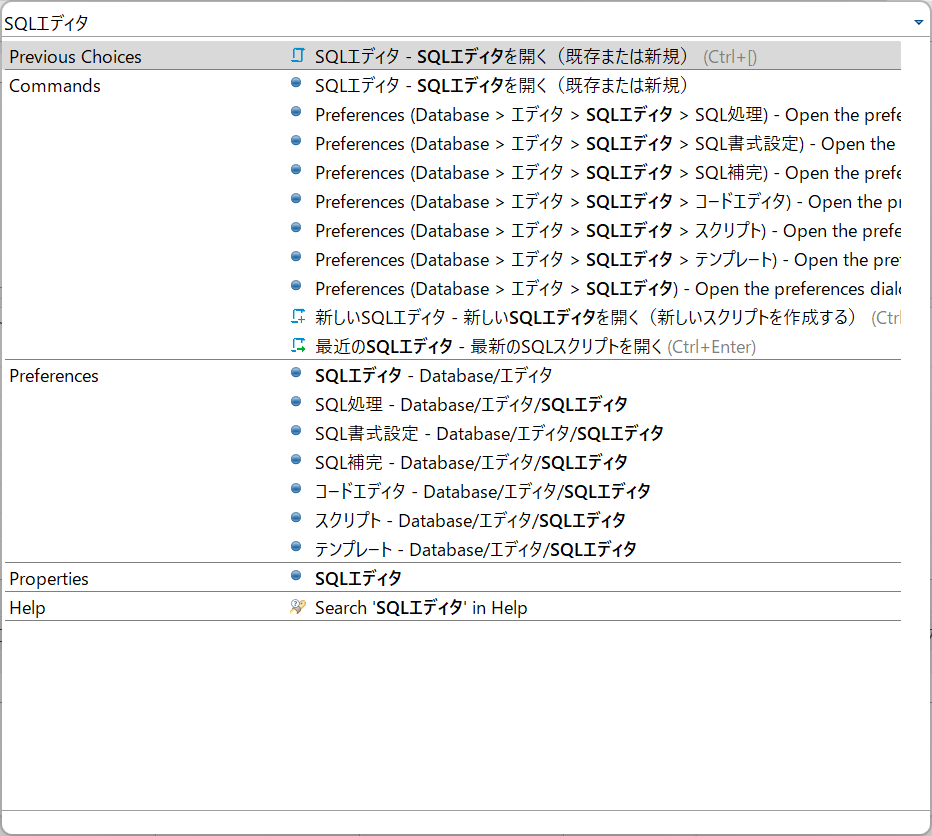 SQLエディタ
Previous Choices SQLエディタ - SQLエディタを開く（既存または新規） (Ctrl+[)
Commands SQLエディタ - SQLエディタを開く（既存または新規）
Preferences (Database > エディタ > SQLエディタ > SQL処理) - Open the prefe
Preferences (Database > エディタ > SQLエディタ > SQL書式設定) - Open the
Preferences (Database > エディタ > SQLエディタ > SQL補完) - Open the prefe
Preferences (Database > エディタ > SQLエディタ > コードエディタ) - Open the pr
Preferences (Database > エディタ > SQLエディタ > スクリプト) - Open the prefe
Preferences (Database > エディタ > SQLエディタ > テンプレート) - Open the pref
Preferences (Database > エディタ > SQLエディタ) - Open the preferences dialo
新しいSQLエディタ - 新しいSQLエディタを開く（新しいスクリプトを作成する） (Ctrl
最近のSQLエディタ - 最新のSQLスクリプトを開く (Ctrl+Enter)
Preferences SQLエディタ - Database/エディタ
SQL処理 - Database/エディタ/SQLエディタ
SQL書式設定 - Database/エディタ/SQLエディタ
SQL補完 - Database/エディタ/SQLエディタ
コードエディタ - Database/エディタ/SQLエディタ
スクリプト - Database/エディタ/SQLエディタ
テンプレート - Database/エディタ/SQLエディタ
Properties SQLエディタ
Help Search 'SQLエディタ' in Help